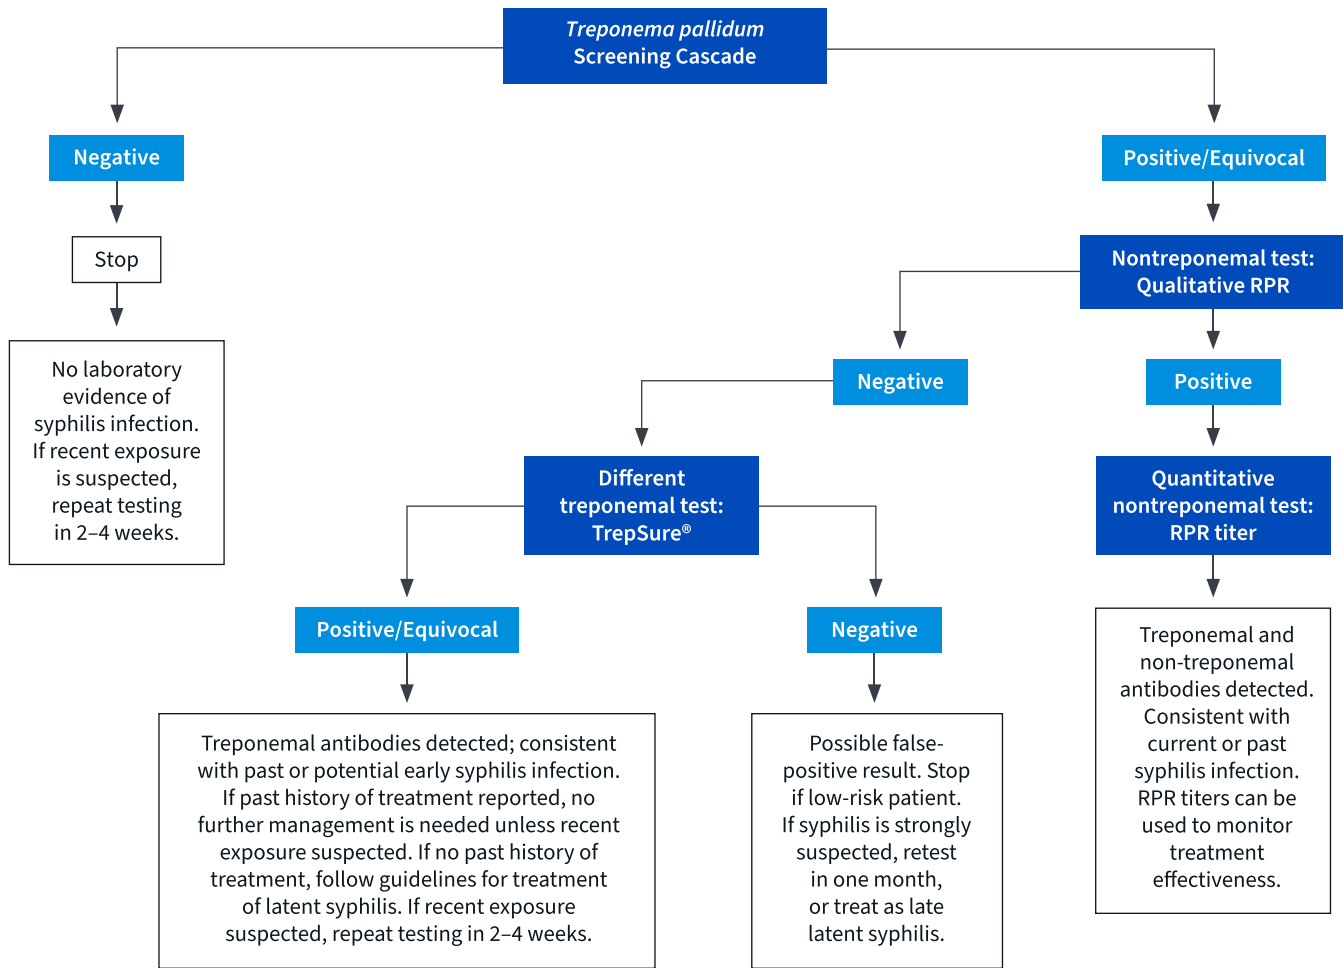 Treponema pallidum
Screening Cascade
Negative
Positive/Equivocal
Stop
Nontreponemal test:
Qualitative RPR
No laboratory
evidence of
syphilis infection.
If recent exposure
is suspected,
repeat testing
in 2–4 weeks.
Negative
Positive
Different
treponemal test:
TrepSure®
Quantitative
nontreponemal test:
RPR titer
Positive/Equivocal
Negative
Treponemal antibodies detected; consistent
with past or potential early syphilis infection.
If past history of treatment reported, no
further management is needed unless recent
exposure suspected. If no past history of
treatment, follow guidelines for treatment
of latent syphilis. If recent exposure
suspected, repeat testing in 2–4 weeks.
Possible false-
positive result. Stop
if low-risk patient.
If syphilis is strongly
suspected, retest
in one month,
or treat as late
latent syphilis.
Treponemal and
non-treponemal
antibodies detected.
Consistent with
current or past
syphilis infection.
RPR titers can be
used to monitor
treatment
effectiveness.